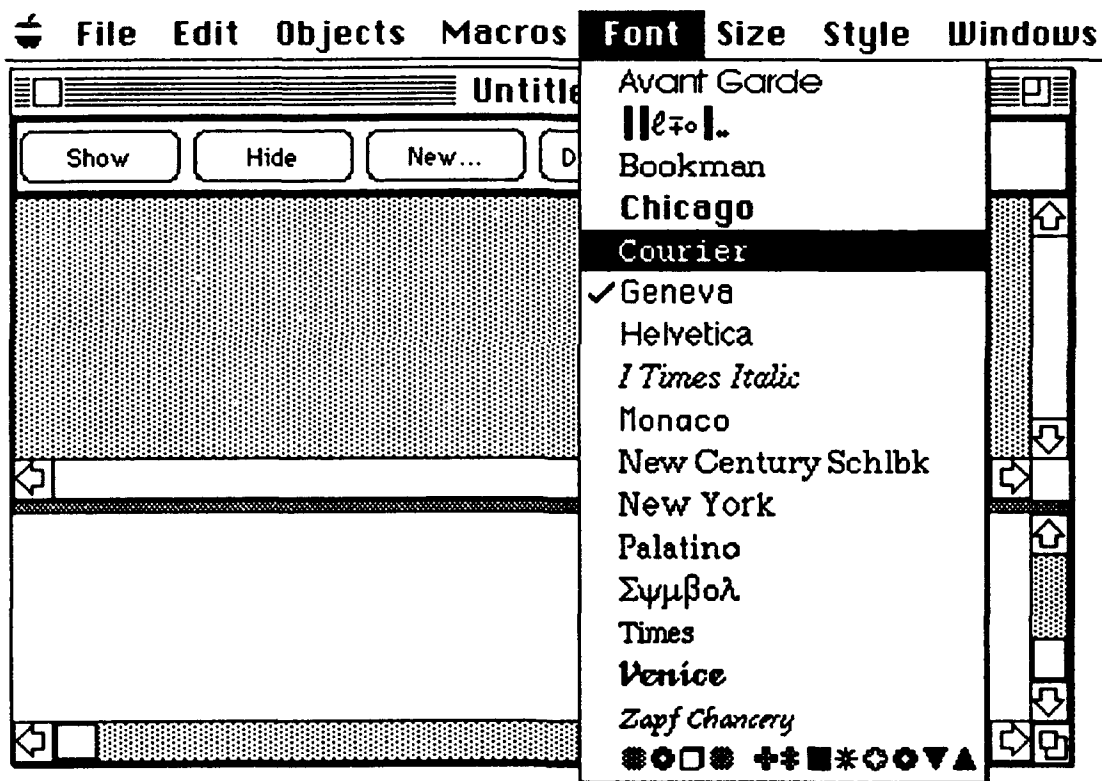 File Edit Objects Macros Font Size Style Windows
Untitle
Show Hide New... D
Avant Garde
Bookman
Chicago
Courier
Geneva
Helvetica
I Times Italic
Monaco
New Century Schlbk
New York
Palatino
Σψμβολ
Times
Venice
Zapf Chancery